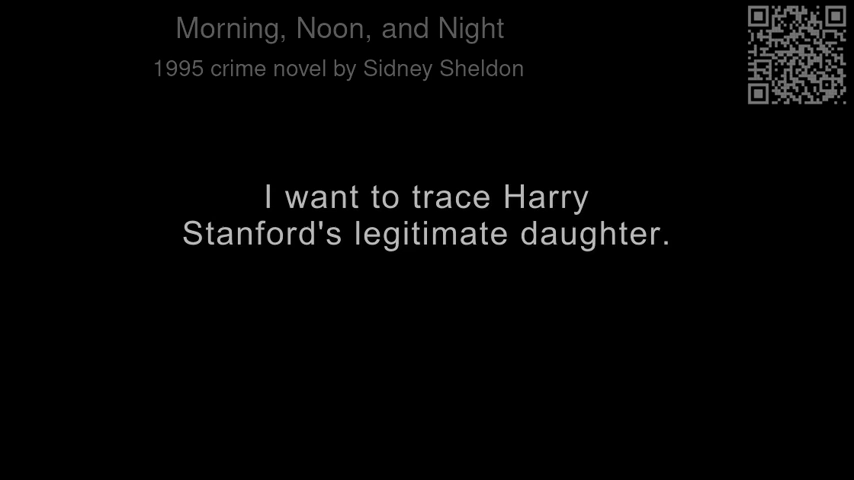 Morning, Noon, and Night
1995 crime novel by Sidney Sheldon
I want to trace Harry
Stanford's legitimate daughter.